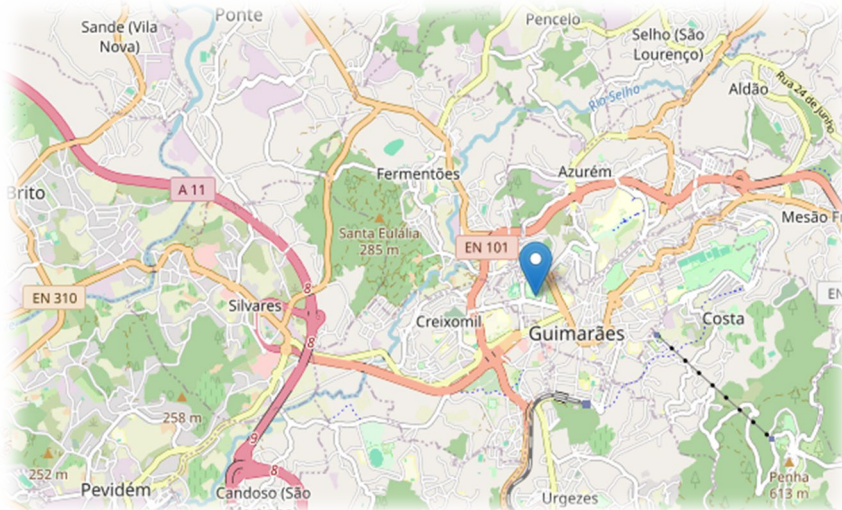 Ponte
Sande (Vila
Nova)
Penceio
Selho (São
Lourenço)
Aldão
Rua 24 de Junho
Rio Selho
Fermentões
Azurém
A 11
Brito
Santa Eulália
285 m
EN 101
Mesão
EN 310
8
Silvares
Creixomil
Guimarães
Costa
8
258 m
9
8
252 m
Pevidém
Candoso (São
Urgezes
Penha
613 m